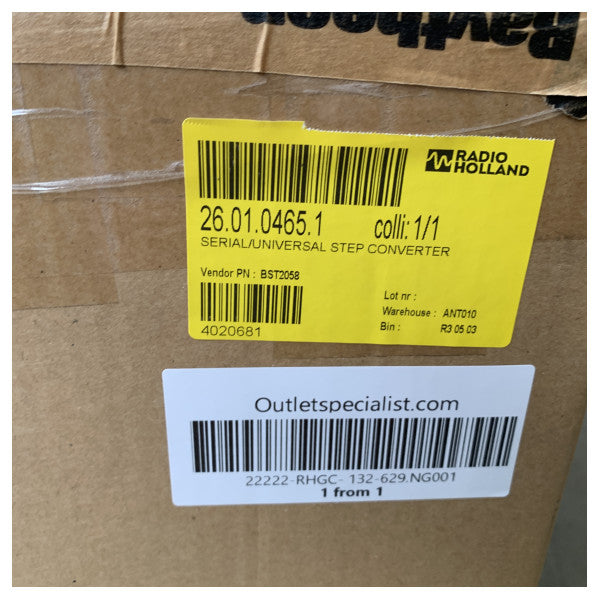 Raytheon
RADIO
HOLLAND
26.01.0465.1 colli: 1/1
SERIAL/UNIVERSAL STEP CONVERTER
Vendor PN : BST2058
Lot nr :
Warehouse : ANT010
Bin : R3 05 03
4020681
Outletspecialist.com
22222-RHGC- 132-629.NG001
1 from 1